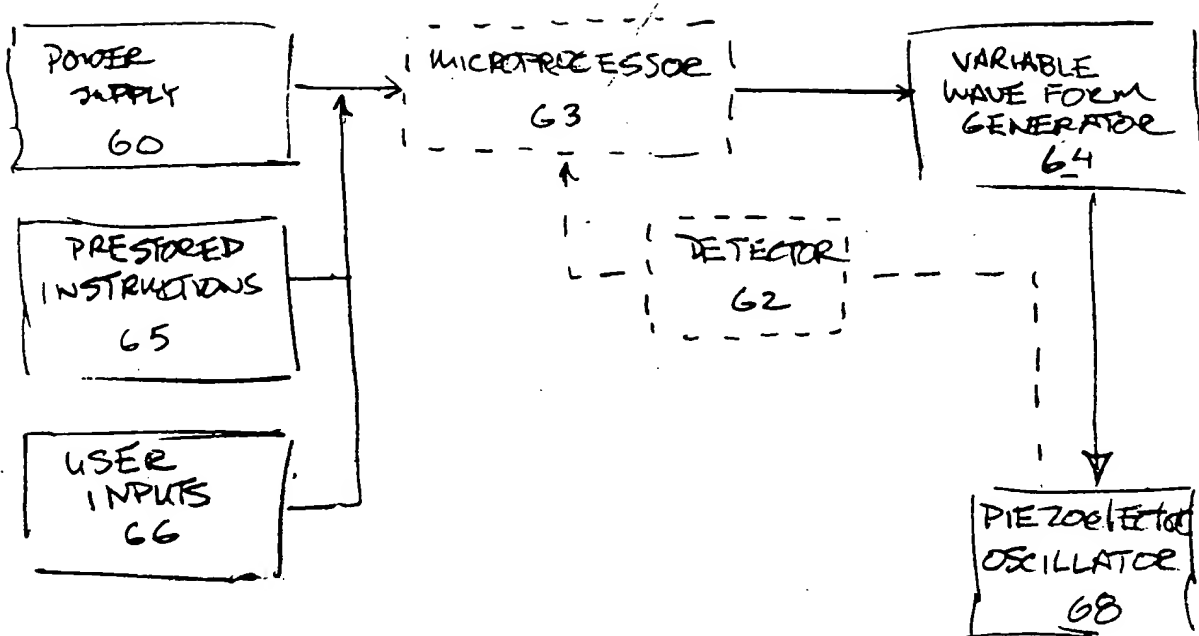 POWER
SUPPLY
60
MICROPROCESSOR
63
VARIABLE
WAVE FORM
GENERATOR
64
PRESTORED
INSTRUCTIONS
65
DETECTOR
62
USER
INPUTS
66
PIEZOelectric
OSCILLATOR
68